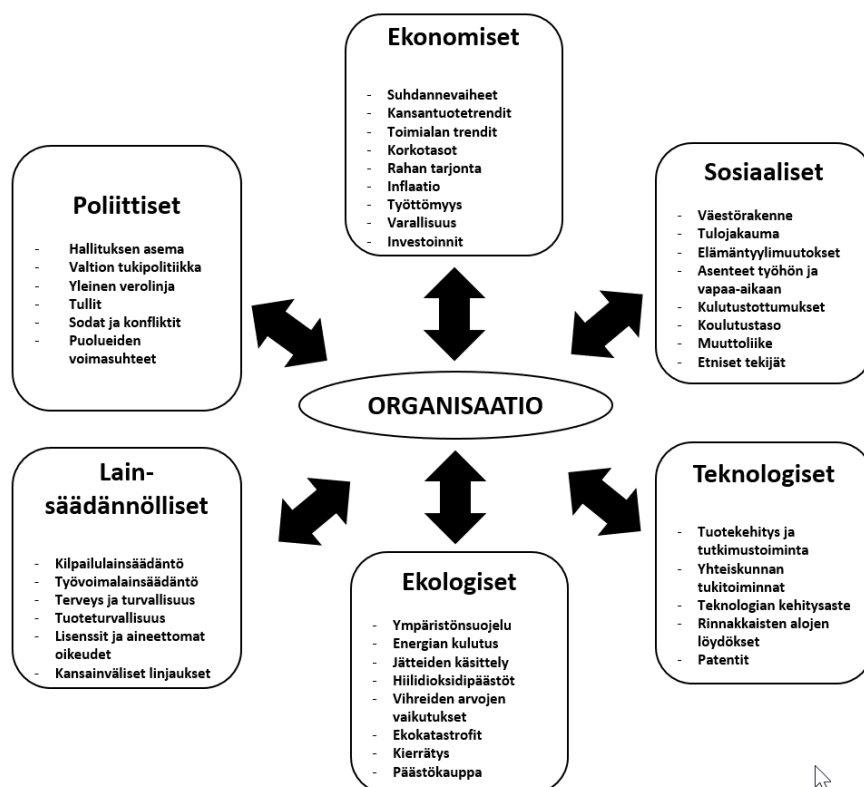 Ekonomiset
- Suhdannevaiheet
- Kansantuotetrendit
- Toimialan trendit
- Korkotasot
- Rahan tarjonta
- Inflaatio
- Työttömyys
- Varallisuus
- Investoinnit
Poliittiset
- Hallituksen asema
- Valtion tukipolitiikka
- Yleinen verolinja
- Tullit
- Sodat ja konfliktit
- Puolueiden
voimasuhteet
Sosiaaliset
- Väestörakenne
- Tulojakauma
- Elämäntyylimuutokset
- Asenteet työhön ja
vapaa-aikaan
- Kulutustottumukset
- Koulutustaso
- Muuttoliike
- Etniset tekijät
ORGANISAATIO
Lain-
säädännölliset
- Kilpailulainsäädäntö
- Työvoimalainsäädäntö
- Terveys ja turvallisuus
- Tuoteturvallisuus
- Lisenssit ja aineettomat
oikeudet
- Kansainväliset linjaukset
Ekologiset
- Ympäristönsuojelu
- Energian kulutus
- Jätteiden käsittely
- Hiilidioksidipäästöt
- Vihreiden arvojen
vaikutukset
- Ekokatastrofit
- Kierrätys
- Päästökauppa
Teknologiset
- Tuotekehitys ja
tutkimustoiminta
- Yhteiskunnan
tukitoiminnat
- Teknologian kehitysaste
- Rinnakkaisten alojen
löydökset
- Patentit